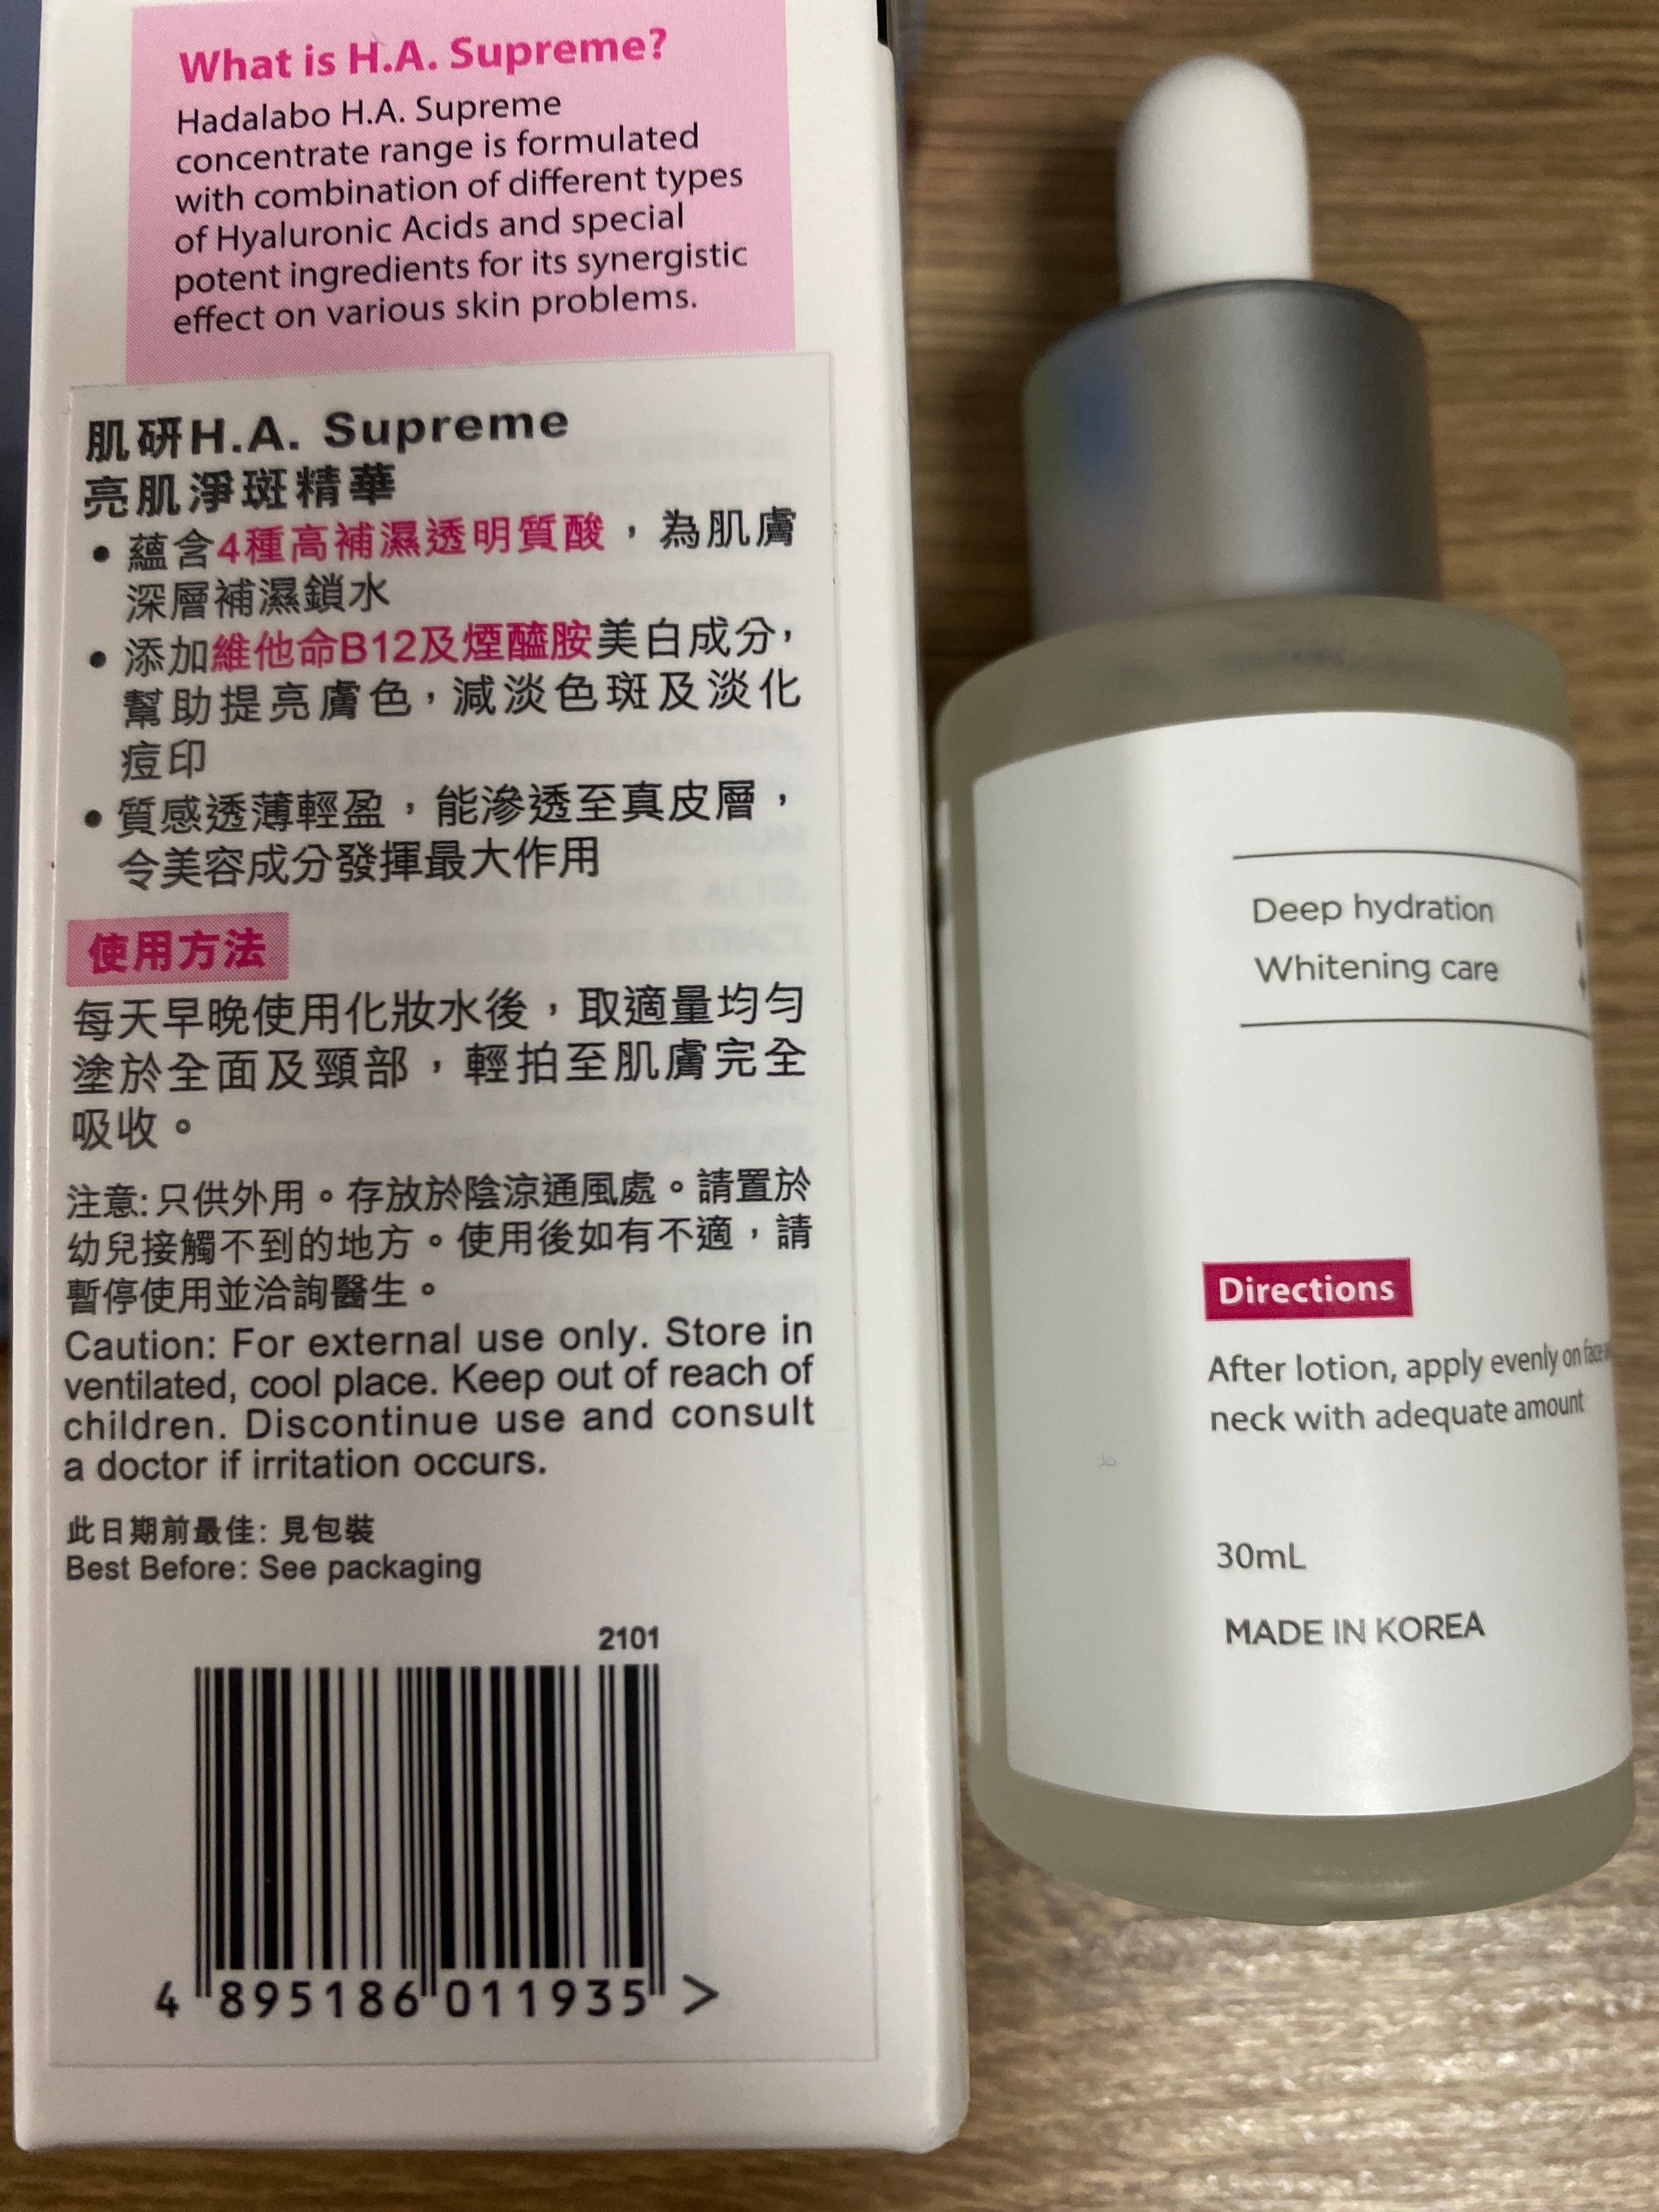 What is H.A. Supreme?
Hadalabo H.A. Supreme
concentrate range is formulated
with combination of different types
of Hyaluronic Acids and special
potent ingredients for its synergistic
effect on various skin problems.
肌研H.A. Supreme
亮肌淨斑精華
• 蘊含4種高補濕透明質酸，為肌膚
深層補濕鎖水
• 添加維他命B12及煙醯胺美白成分，
幫助提亮膚色，減淡色斑及淡化
痘印
• 質感透薄輕盈，能滲透至真皮層，
令美容成分發揮最大作用
使用方法
每天早晚使用化妝水後，取適量均勻
塗於全面及頸部，輕拍至肌膚完全
吸收。
注意: 只供外用。存放於陰涼通風處。請置於
幼兒接觸不到的地方。使用後如有不適，請
暫停使用並洽詢醫生。
Caution: For external use only. Store in
ventilated, cool place. Keep out of reach of
children. Discontinue use and consult
a doctor if irritation occurs.
此日期前最佳: 見包裝
Best Before: See packaging
2101
4 895186 011935 >
Deep hydration
Whitening care
Directions
After lotion, apply evenly on face
neck with adequate amount
30mL
MADE IN KOREA